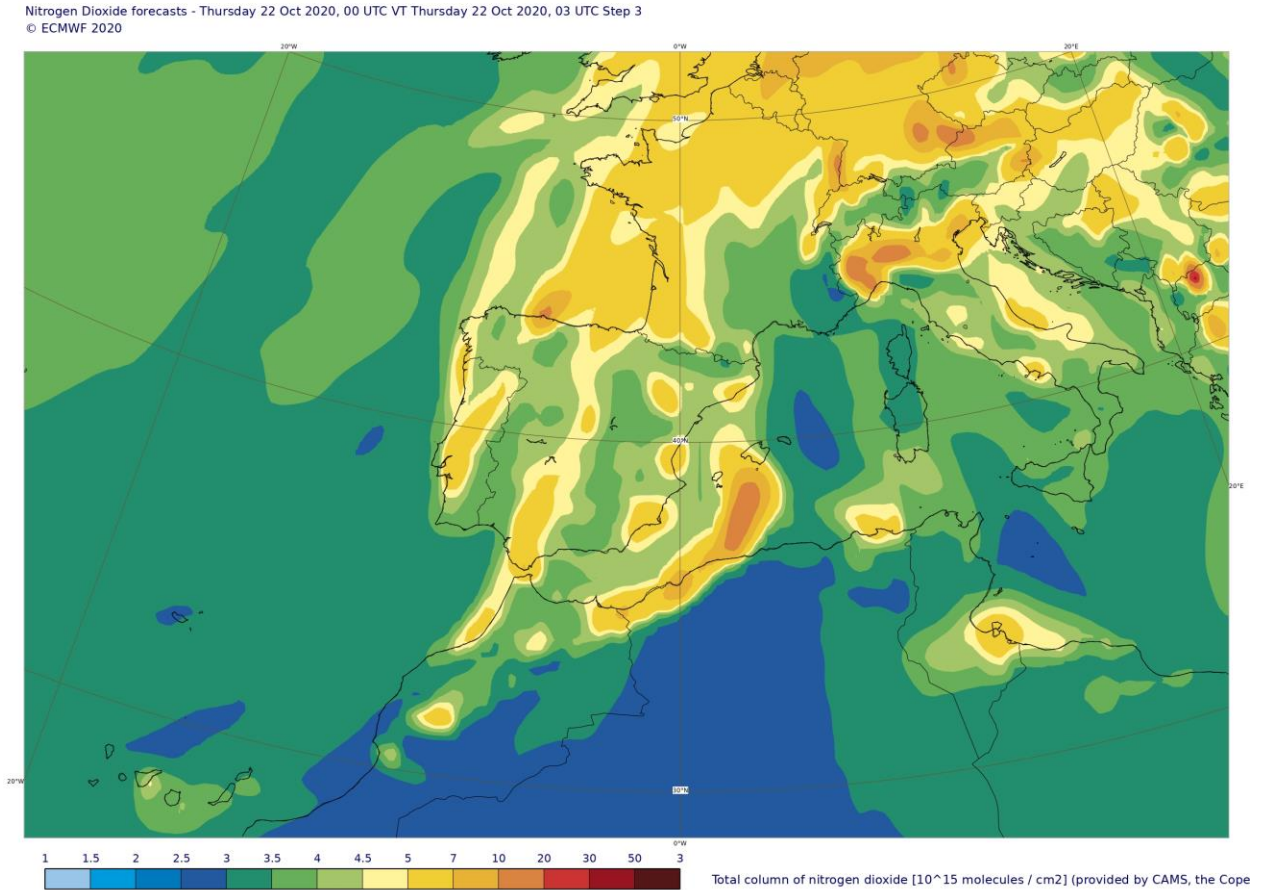 Nitrogen Dioxide forecasts - Thursday 22 Oct 2020, 00 UTC VT Thursday 22 Oct 2020, 03 UTC Step 3
© ECMWF 2020
20°W 0°W 20°E
50°N
40°N
20°E
20°W
30°N
0°W
1 1.5 2 2.5 3 3.5 4 4.5 5 7 10 20 30 50 3
Total column of nitrogen dioxide [10^15 molecules / cm2] (provided by CAMS, the Cope